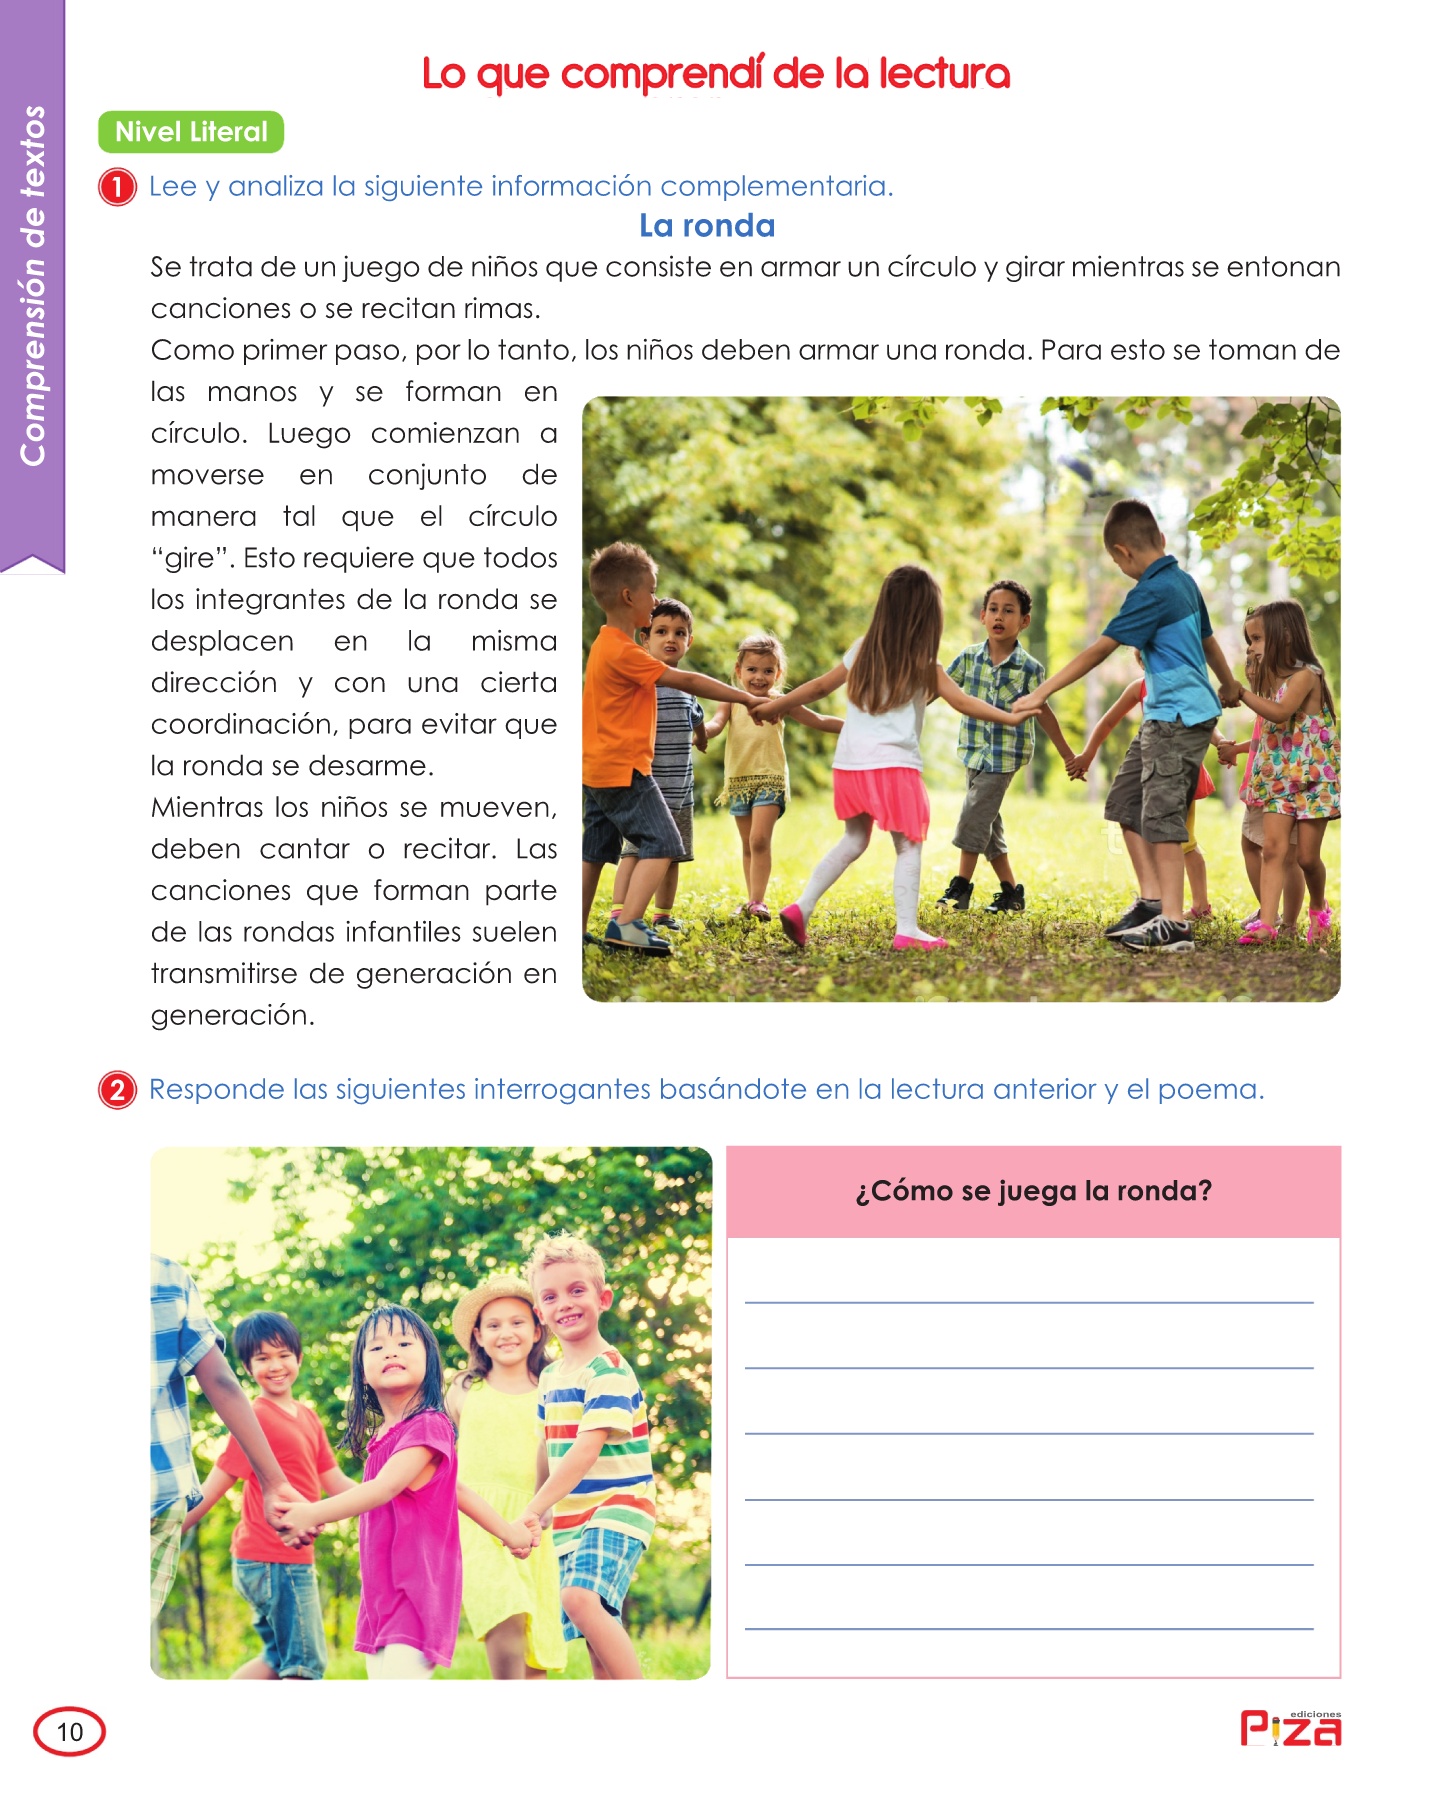 Comprensión de textos
Lo que comprendí de la lectura
Nivel Literal
1 Lee y analiza la siguiente información complementaria.
La ronda
Se trata de un juego de niños que consiste en armar un círculo y girar mientras se entonan
canciones o se recitan rimas.
Como primer paso, por lo tanto, los niños deben armar una ronda. Para esto se toman de
las manos y se forman en
círculo. Luego comienzan a
moverse en conjunto de
manera tal que el círculo
“gire”. Esto requiere que todos
los integrantes de la ronda se
desplacen en la misma
dirección y con una cierta
coordinación, para evitar que
la ronda se desarme.
Mientras los niños se mueven,
deben cantar o recitar. Las
canciones que forman parte
de las rondas infantiles suelen
transmitirse de generación en
generación.
2 Responde las siguientes interrogantes basándote en la lectura anterior y el poema.
¿Cómo se juega la ronda?
10
ediciones
Piza